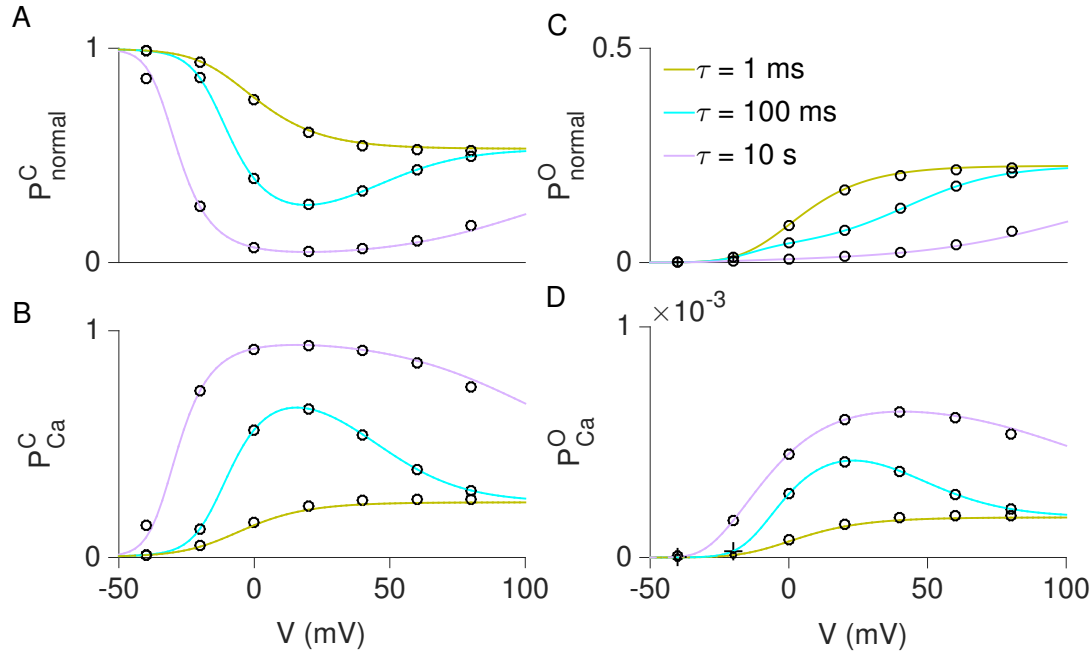 A
1
0
P^C_normal
B
1
0
P^C_Ca
-50 0 50 100
V (mV)
C
0.5
0
P^O_normal
τ = 1 ms
τ = 100 ms
τ = 10 s
D
×10^-3
1
0
P^O_Ca
-50 0 50 100
V (mV)